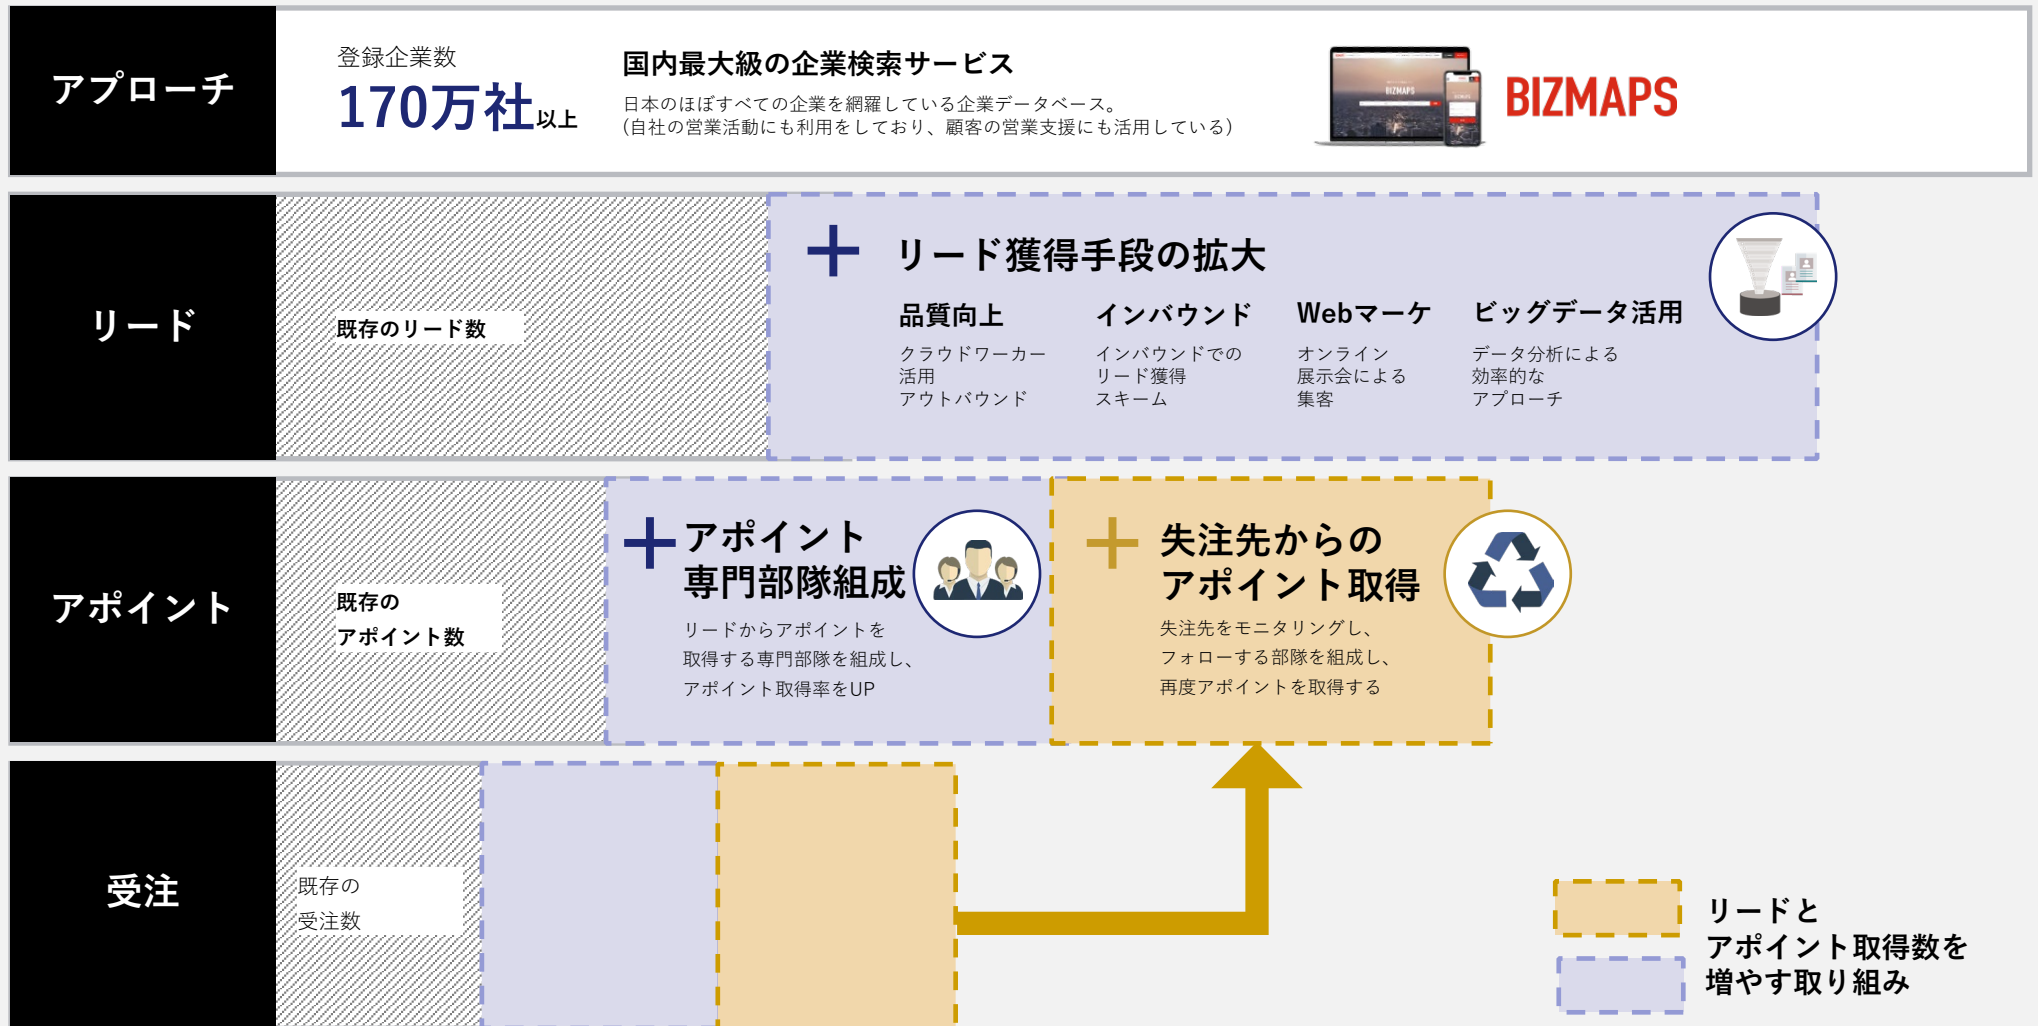 アプローチ
登録企業数
170万社以上
国内最大級の企業検索サービス
日本のほぼすべての企業を網羅している企業データベース。
(自社の営業活動にも利用をしており、顧客の営業支援にも活用している)
BIZMAPS
BIZMAPS
リード
既存のリード数
＋ リード獲得手段の拡大
品質向上
クラウドワーカー
活用
アウトバウンド
インバウンド
インバウンドでの
リード獲得
スキーム
Webマーケ
オンライン
展示会による
集客
ビッグデータ活用
データ分析による
効率的な
アプローチ
アポイント
既存の
アポイント数
＋ アポイント
専門部隊組成
リードからアポイントを
取得する専門部隊を組成し、
アポイント取得率をUP
＋ 失注先からの
アポイント取得
失注先をモニタリングし、
フォローする部隊を組成し、
再度アポイントを取得する
受注
既存の
受注数
リードと
アポイント取得数を
増やす取り組み